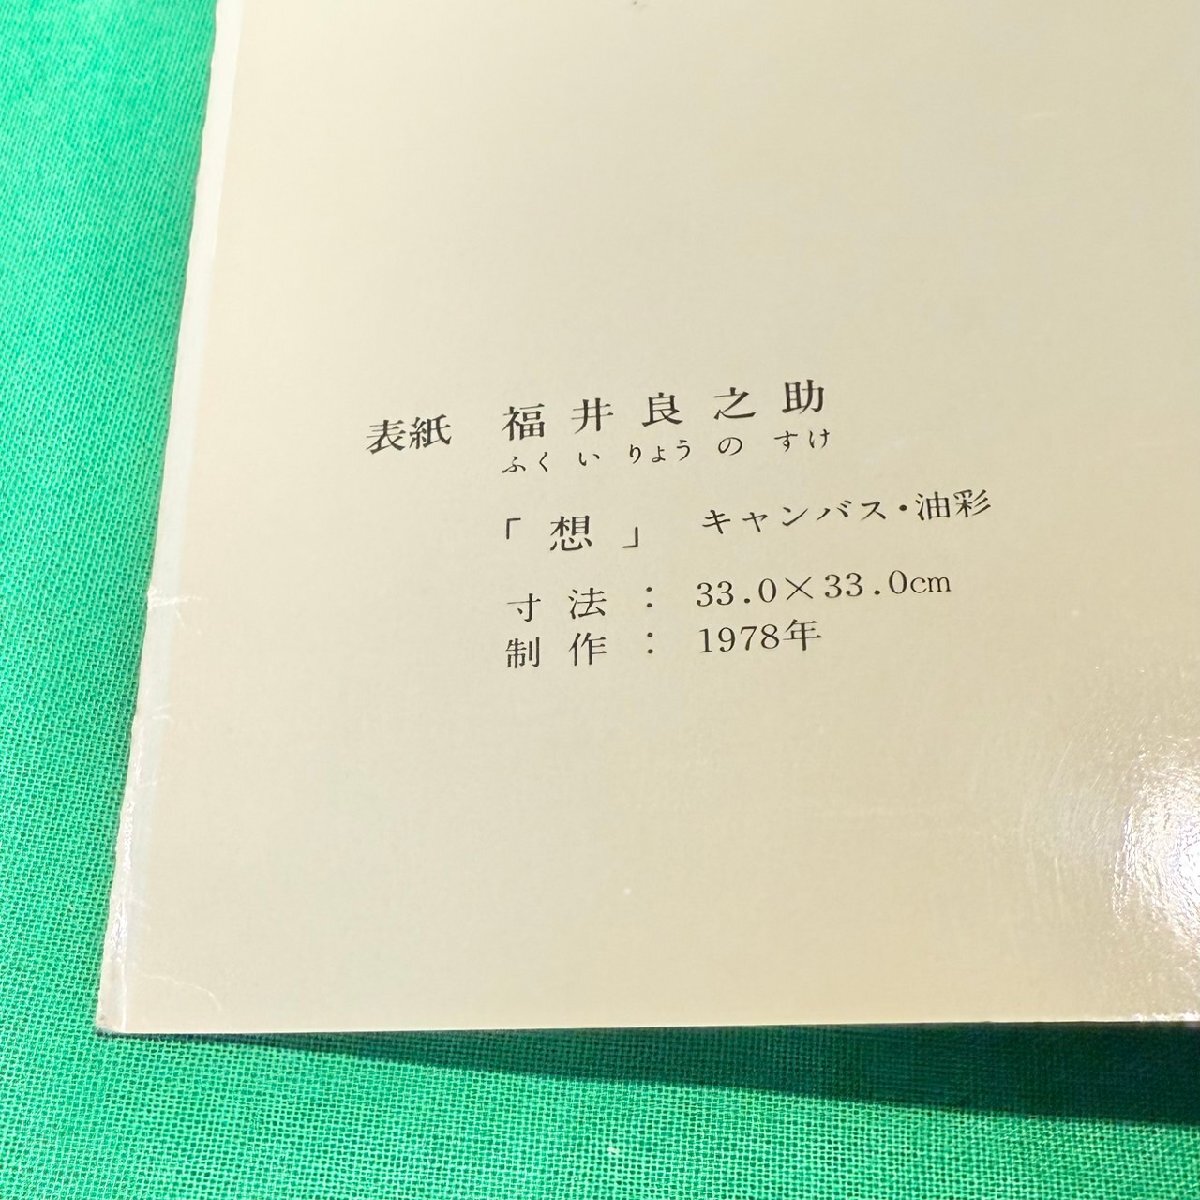 表紙 福井良之助
ふくいりょうのすけ
「想」 キャンバス・油彩
寸法：33.0×33.0cm
制作：1978年